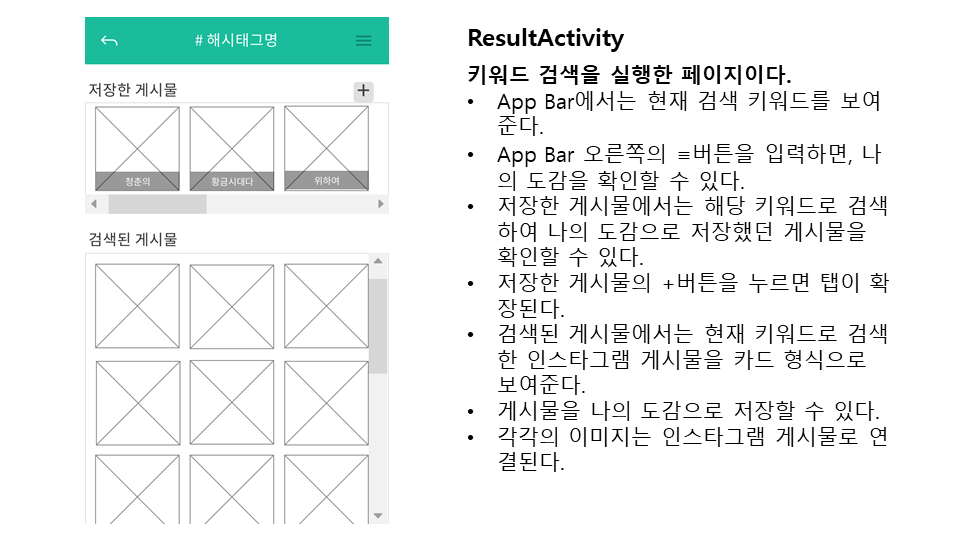 # 해시태그명
저장한 게시물
+
청춘의
황금시대다
위하여
검색된 게시물
ResultActivity
키워드 검색을 실행한 페이지이다.
• App Bar에서는 현재 검색 키워드를 보여
준다.
• App Bar 오른쪽의 ≡버튼을 입력하면, 나
의 도감을 확인할 수 있다.
• 저장한 게시물에서는 해당 키워드로 검색
하여 나의 도감으로 저장했던 게시물을
확인할 수 있다.
• 저장한 게시물의 +버튼을 누르면 탭이 확
장된다.
• 검색된 게시물에서는 현재 키워드로 검색
한 인스타그램 게시물을 카드 형식으로
보여준다.
• 게시물을 나의 도감으로 저장할 수 있다.
• 각각의 이미지는 인스타그램 게시물로 연
결된다.